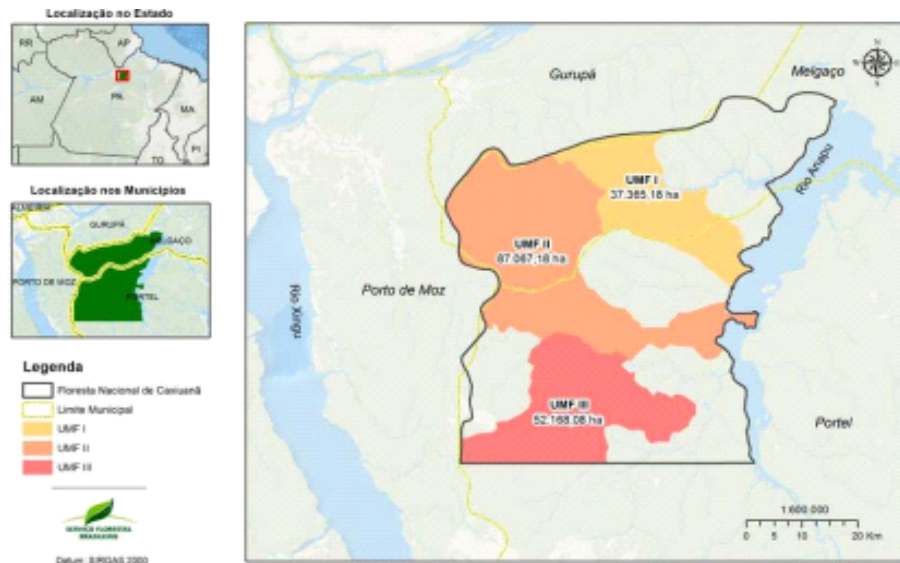 Localização no Estado
RR
AP
AM
PA
MA
PI
TO
Localização nos Municípios
ALMEIRIM
GURUPÁ
MELGAÇO
PORTO DE MOZ
PORTEL
Legenda
Floresta Nacional de Caxiuanã
Limite Municipal
UMF I
UMF II
UMF III
SERVIÇO FLORESTAL
BRASILEIRO
Datum: SIRGAS 2000
Gurupá
Melgaço
N
Rio Anapu
UMF I
37.365,18 ha
UMF II
87.067,18 ha
Porto de Moz
Rio Xingu
UMF III
52.168,06 ha
Portel
1:600.000
0 5 10 20 Km